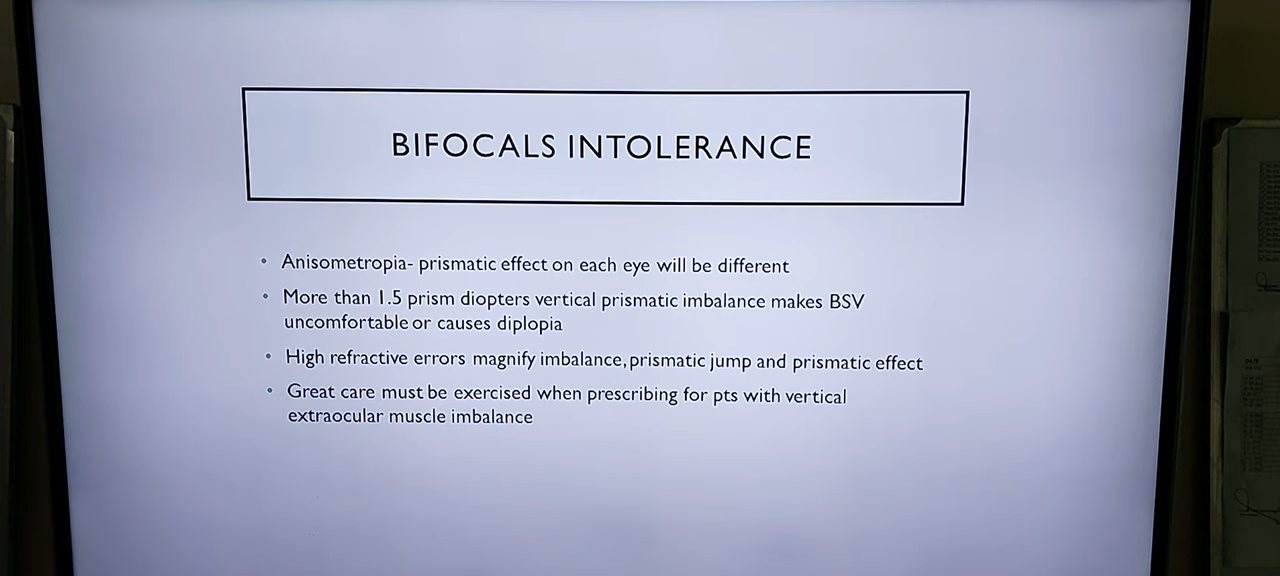 BIFOCALS INTOLERANCE
• Anisometropia- prismatic effect on each eye will be different
• More than 1.5 prism diopters vertical prismatic imbalance makes BSV
uncomfortable or causes diplopia
• High refractive errors magnify imbalance, prismatic jump and prismatic effect
• Great care must be exercised when prescribing for pts with vertical
extraocular muscle imbalance